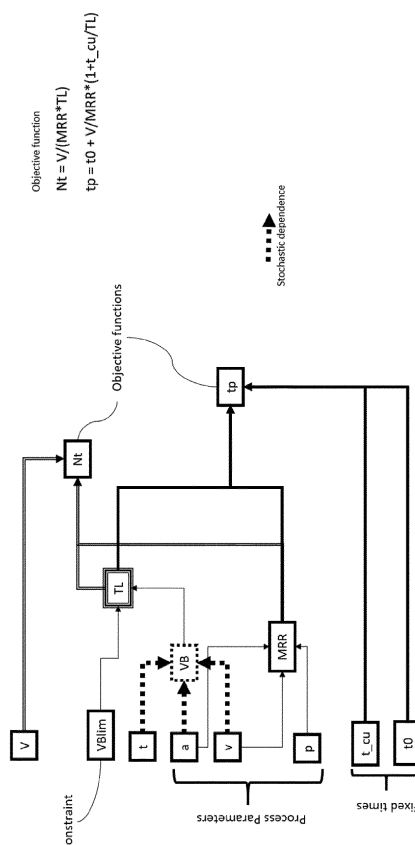 Objective function
Nt = V/(MRR*TL)
tp = t0 + V/MRR*(1+t_cu/TL)
Stochastic dependence
Objective functions
V
Nt
VBlim
TL
onstraint
t
a
v
p
VB
MRR
tp
Process Parameters
t_cu
t0
ixed times